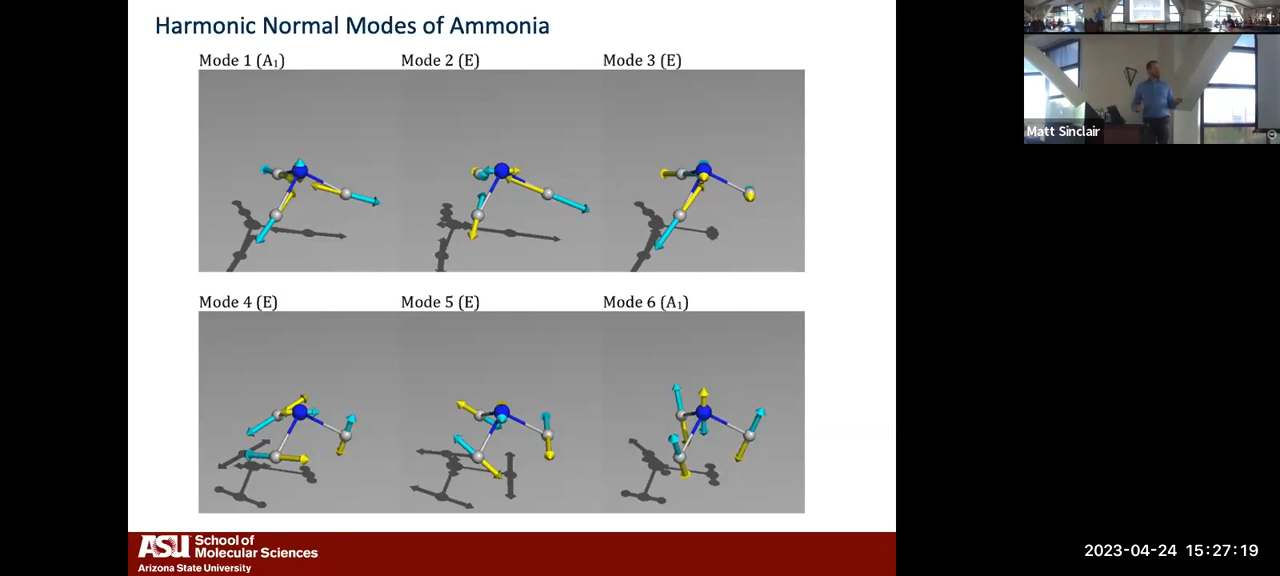 Harmonic Normal Modes of Ammonia
Mode 1 (A₁)
Mode 2 (E)
Mode 3 (E)
Mode 4 (E)
Mode 5 (E)
Mode 6 (A₁)
ASU School of
Molecular Sciences
Arizona State University
Matt Sinclair
2023-04-24 15:27:19